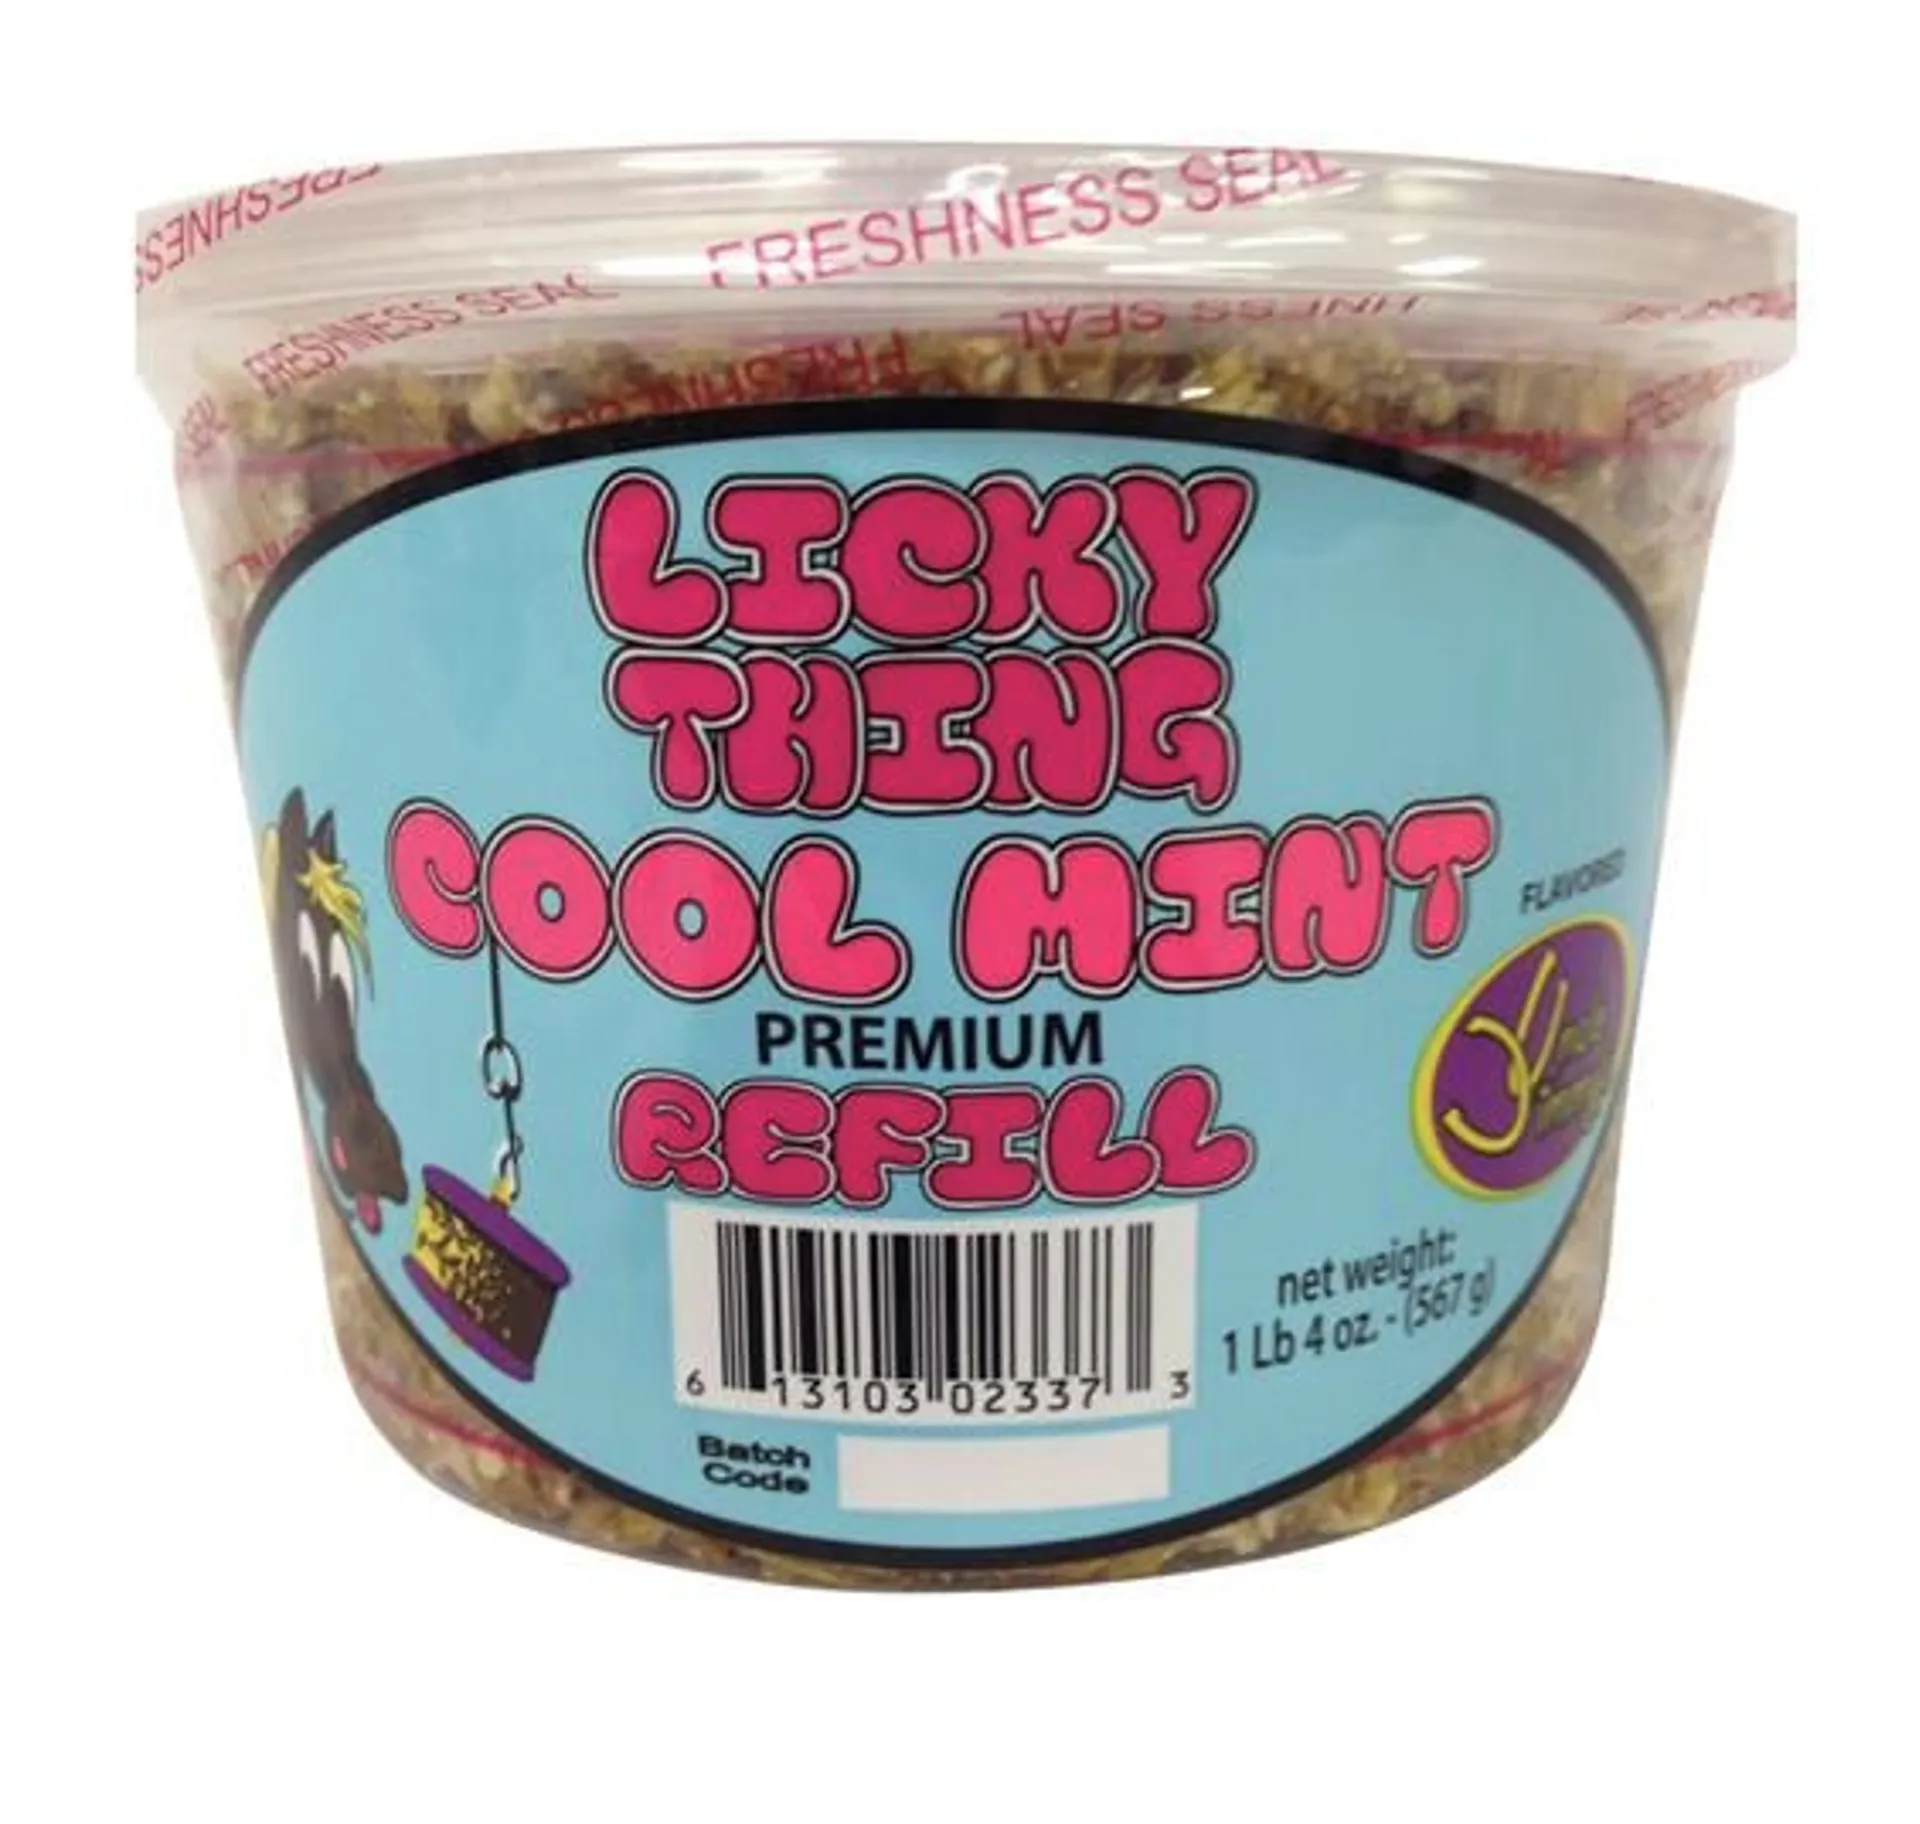 FRESHNESS SEAL
FRESHNESS SEAL
LICKY
THING
COOL MINT
FLAVORED
PREMIUM
REFILL
net weight:
1 Lb 4 oz. - (567 g)
6 13103 02337 3
Batch
Code